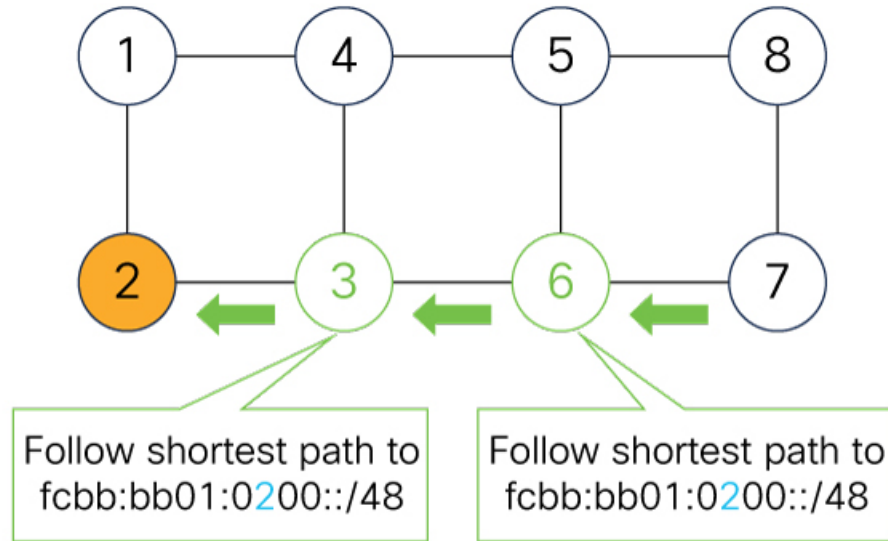 1 4 5 8
2 3 6 7
Follow shortest path to
fcbb:bb01:0200::/48
Follow shortest path to
fcbb:bb01:0200::/48